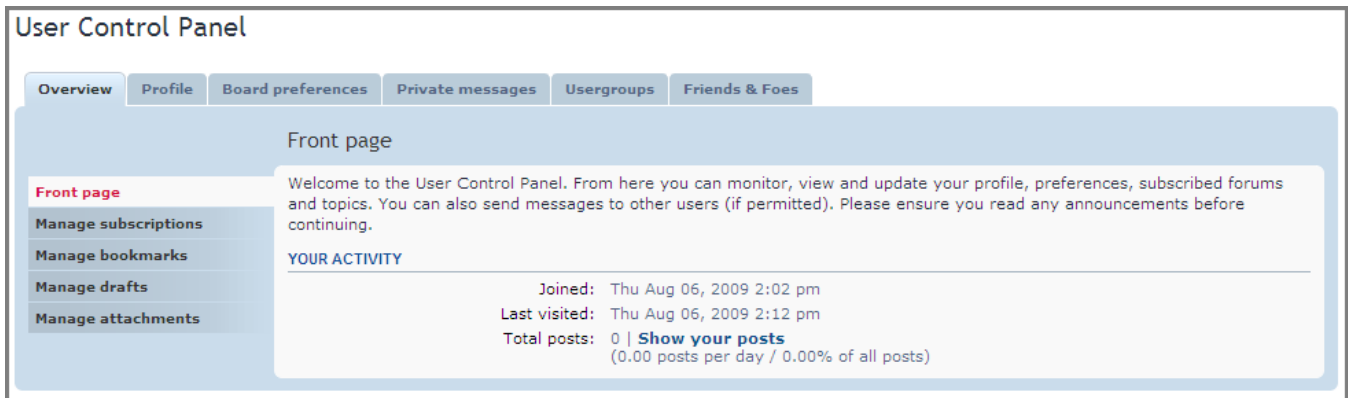 User Control Panel
Overview Profile Board preferences Private messages Usergroups Friends & Foes
Front page
Front page
Manage subscriptions
Manage bookmarks
Manage drafts
Manage attachments
Welcome to the User Control Panel. From here you can monitor, view and update your profile, preferences, subscribed forums
and topics. You can also send messages to other users (if permitted). Please ensure you read any announcements before
continuing.
YOUR ACTIVITY
Joined: Thu Aug 06, 2009 2:02 pm
Last visited: Thu Aug 06, 2009 2:12 pm
Total posts: 0 | Show your posts
(0.00 posts per day / 0.00% of all posts)